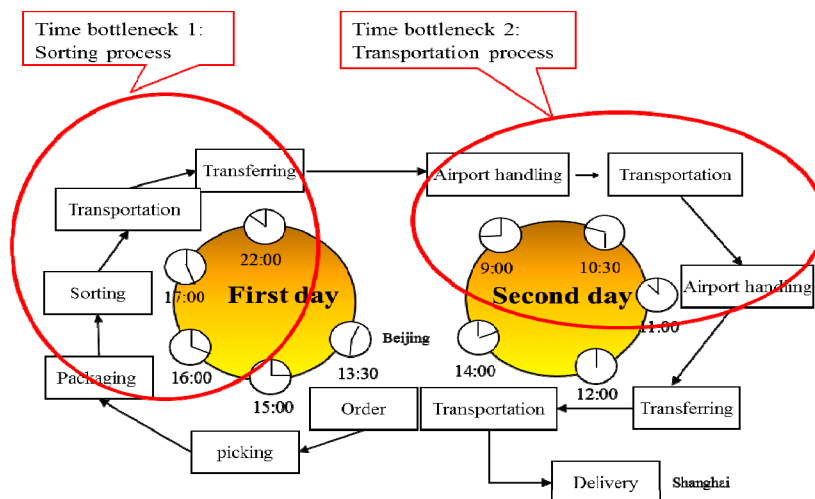 Time bottleneck 1:
Sorting process
Time bottleneck 2:
Transportation process
Transferring
Airport handling
Transportation
Transportation
22:00
9:00
10:30
Sorting
17:00
First day
Second day
Airport handling
11:00
Beijing
Packaging
16:00
13:30
14:00
15:00
12:00
Order
Transportation
Transferring
picking
Delivery
Shanghai